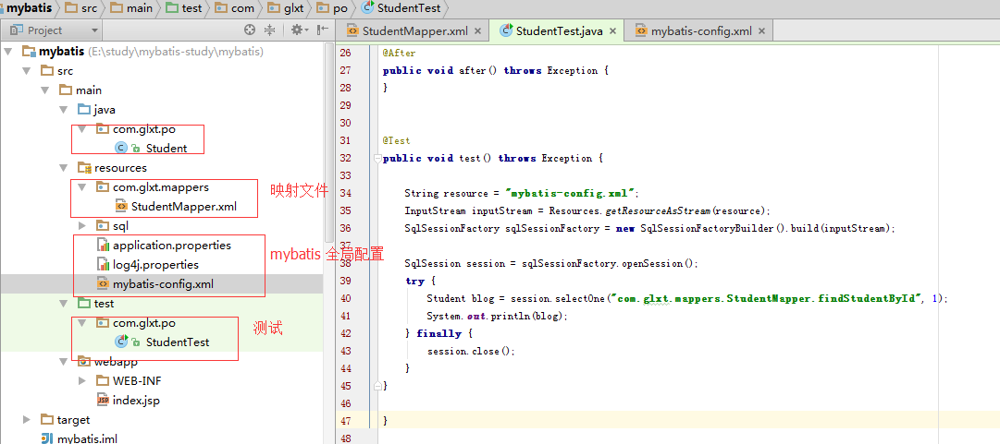 mybatis src main test com glxt po StudentTest
Project
StudentMapper.xml StudentTest.java mybatis-config.xml
mybatis (E:\study\mybatis-study\mybatis)
src
main
java
com.glxt.po
Student
resources
com.glxt.mappers
StudentMapper.xml
映射文件
sql
application.properties
log4j.properties
mybatis-config.xml
mybatis 全局配置
test
com.glxt.po
StudentTest
测试
webapp
WEB-INF
index.jsp
target
mybatis.iml
26 @After
27 public void after() throws Exception {
28 }
29
30
31 @Test
32 public void test() throws Exception {
33
34 String resource = "mybatis-config.xml";
35 InputStream inputStream = Resources.getResourceAsStream(resource);
36 SqlSessionFactory sqlSessionFactory = new SqlSessionFactoryBuilder().build(inputStream);
37
38 SqlSession session = sqlSessionFactory.openSession();
39 try {
40 Student blog = session.selectOne("com.glxt.mappers.StudentMapper.findStudentById", 1);
41 System.out.println(blog);
42 } finally {
43 session.close();
44 }
45 }
46
47 }
48